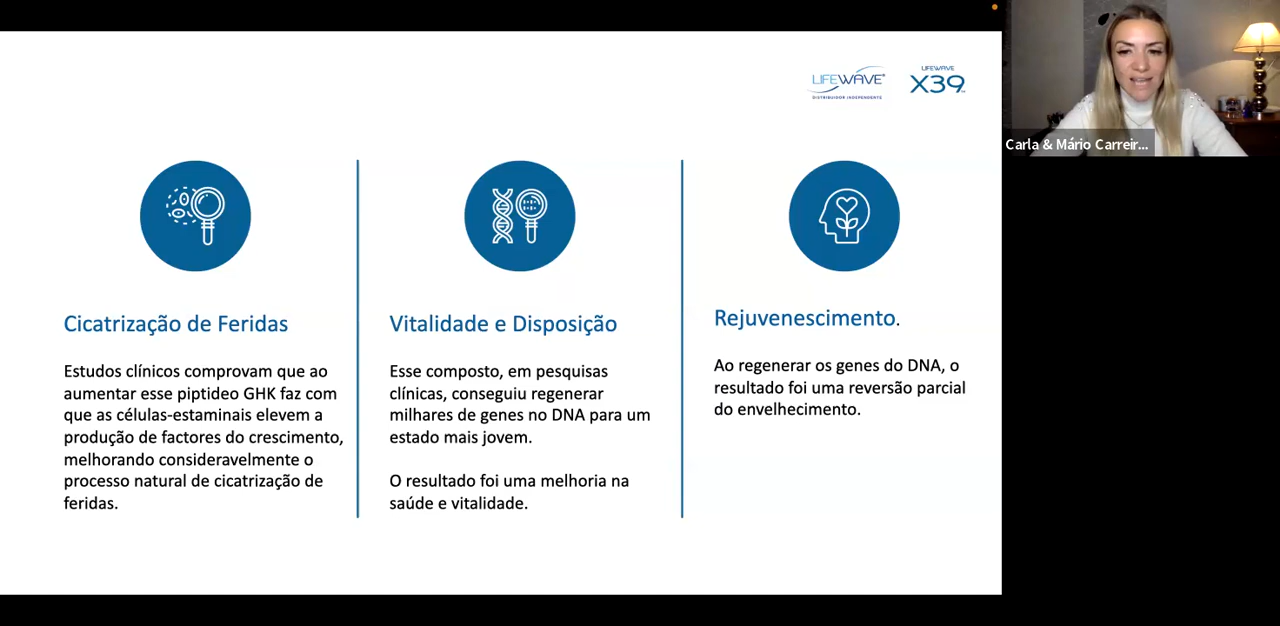 LIFEWAVE
DISTRIBUIDOR INDEPENDENTE
LIFEWAVE
X39
Carla & Mário Carreir...
Cicatrização de Feridas
Estudos clínicos comprovam que ao
aumentar esse piptideo GHK faz com
que as células-estaminais elevem a
produção de factores do crescimento,
melhorando consideravelmente o
processo natural de cicatrização de
feridas.
Vitalidade e Disposição
Esse composto, em pesquisas
clínicas, conseguiu regenerar
milhares de genes no DNA para um
estado mais jovem.
O resultado foi uma melhoria na
saúde e vitalidade.
Rejuvenescimento.
Ao regenerar os genes do DNA, o
resultado foi uma reversão parcial
do envelhecimento.